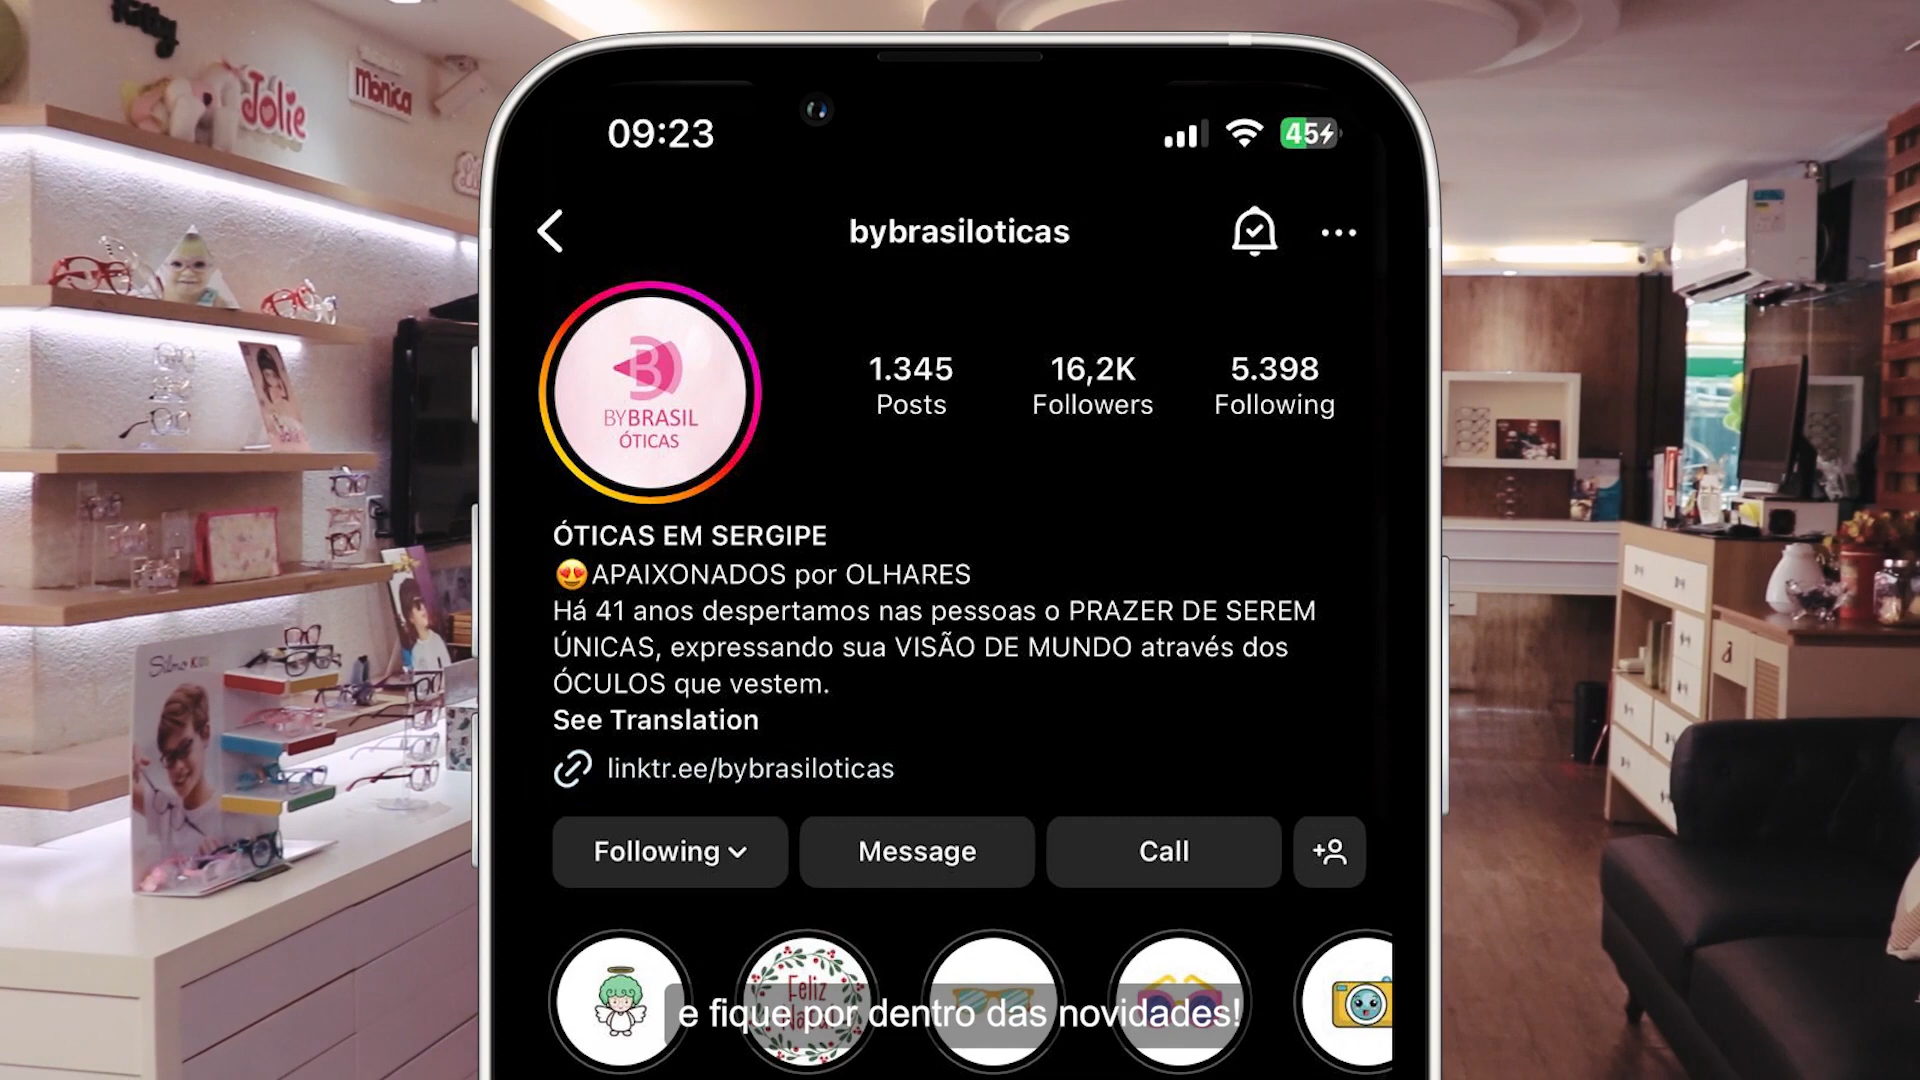 Kitty
Jolie
Mônica
09:23
45
bybrasiloticas
BYBRASIL
ÓTICAS
1.345
Posts
16,2K
Followers
5.398
Following
ÓTICAS EM SERGIPE
😍APAIXONADOS por OLHARES
Há 41 anos despertamos nas pessoas o PRAZER DE SEREM
ÚNICAS, expressando sua VISÃO DE MUNDO através dos
ÓCULOS que vestem.
See Translation
linktr.ee/bybrasiloticas
Following
Message
Call
Feliz
e fique por dentro das novidades!